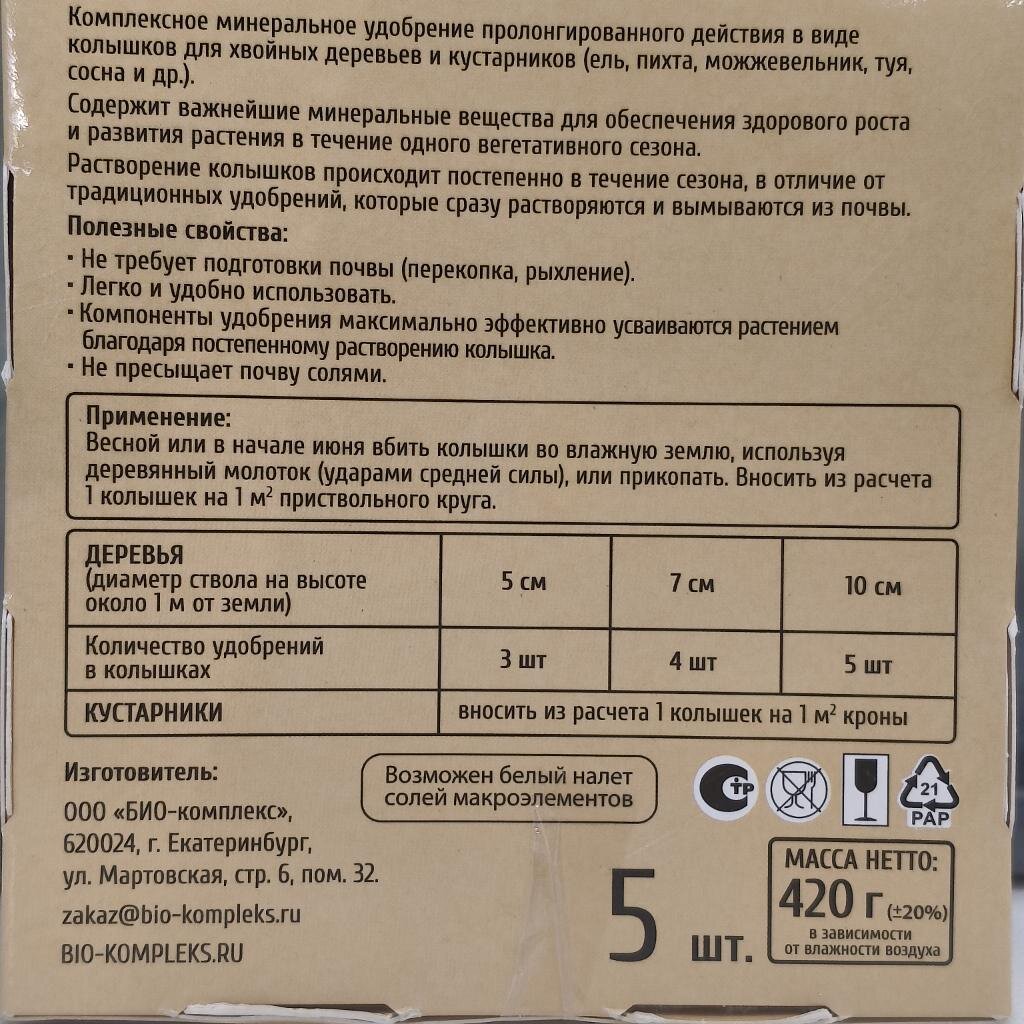 Комплексное минеральное удобрение пролонгированного действия в виде
колышков для хвойных деревьев и кустарников (ель, пихта, можжевельник, туя,
сосна и др.).
Содержит важнейшие минеральные вещества для обеспечения здорового роста
и развития растения в течение одного вегетативного сезона.
Растворение колышков происходит постепенно в течение сезона, в отличие от
традиционных удобрений, которые сразу растворяются и вымываются из почвы.
Полезные свойства:
· Не требует подготовки почвы (перекопка, рыхление).
· Легко и удобно использовать.
· Компоненты удобрения максимально эффективно усваиваются растением
благодаря постепенному растворению колышка.
· Не пресыщает почву солями.
Применение:
Весной или в начале июня вбить колышки во влажную землю, используя
деревянный молоток (ударами средней силы), или прикопать. Вносить из расчета
1 колышек на 1 м² приствольного круга.
ДЕРЕВЬЯ
(диаметр ствола на высоте
около 1 м от земли)
5 см
7 см
10 см
Количество удобрений
в колышках
3 шт
4 шт
5 шт
КУСТАРНИКИ
вносить из расчета 1 колышек на 1 м² кроны
Изготовитель:
ООО «БИО-комплекс»,
620024, г. Екатеринбург,
ул. Мартовская, стр. 6, пом. 32.
zakaz@bio-kompleks.ru
BIO-KOMPLEKS.RU
Возможен белый налет
солей макроэлементов
СТР
21
PAP
5 шт.
МАССА НЕТТО:
420 г (±20%)
в зависимости
от влажности воздуха